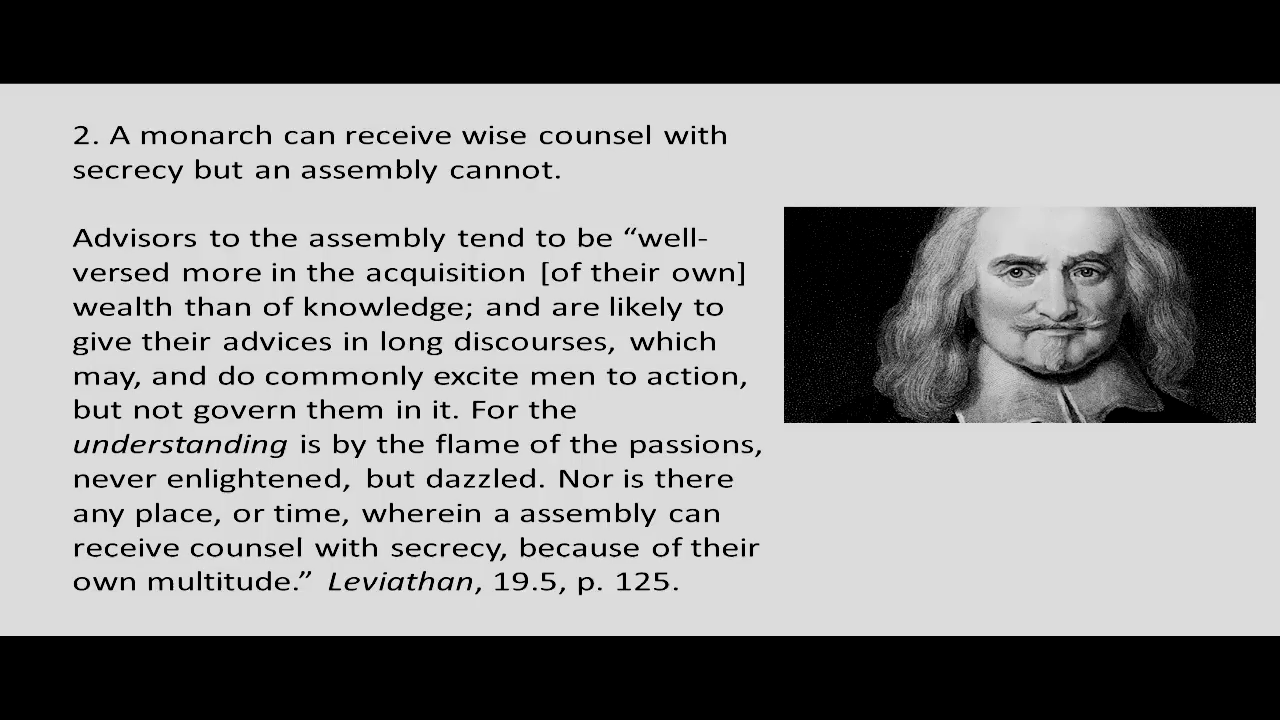 2. A monarch can receive wise counsel with
secrecy but an assembly cannot.
Advisors to the assembly tend to be “well-
versed more in the acquisition [of their own]
wealth than of knowledge; and are likely to
give their advices in long discourses, which
may, and do commonly excite men to action,
but not govern them in it. For the
understanding is by the flame of the passions,
never enlightened, but dazzled. Nor is there
any place, or time, wherein a assembly can
receive counsel with secrecy, because of their
own multitude.” Leviathan, 19.5, p. 125.